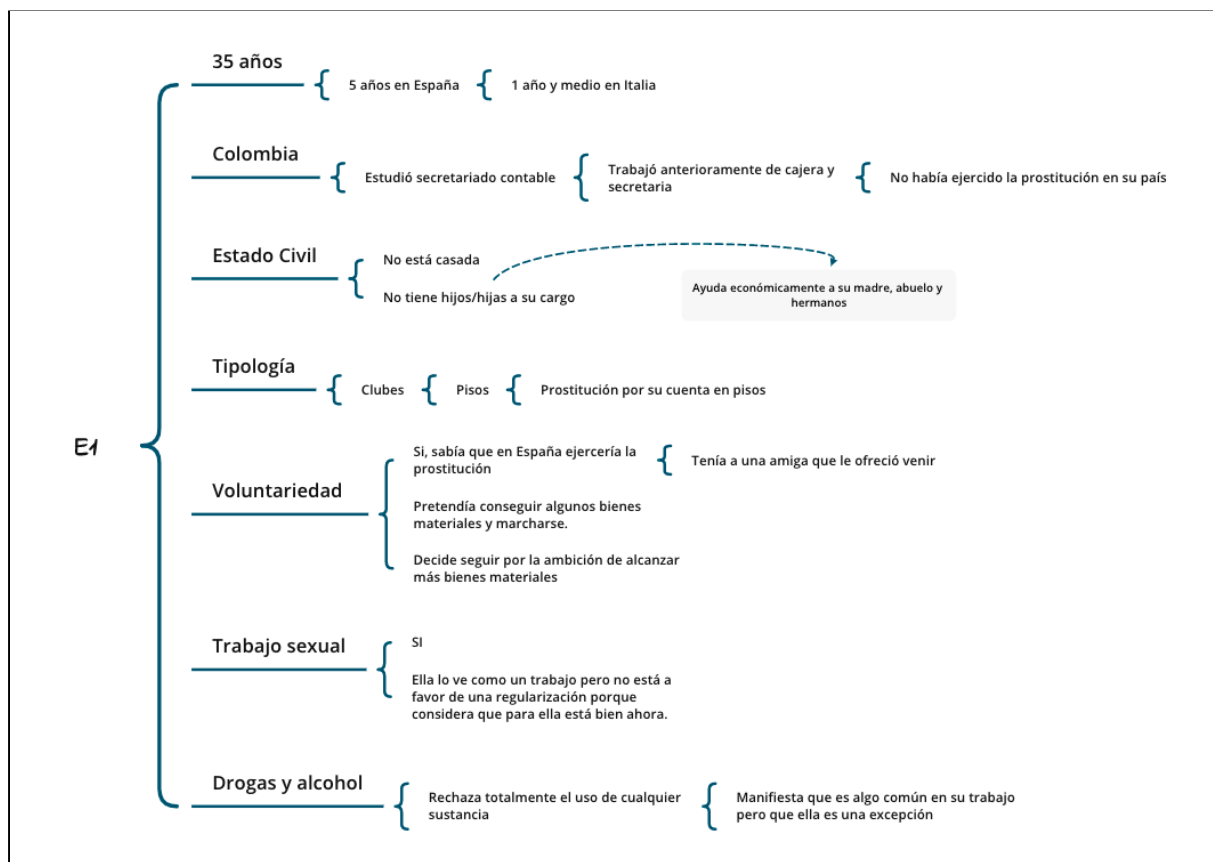 35 años
5 años en España
1 año y medio en Italia
Colombia
Estudió secretariado contable
Trabajó anterioramente de cajera y
secretaria
No había ejercido la prostitución en su país
Estado Civil
No está casada
No tiene hijos/hijas a su cargo
Ayuda económicamente a su madre, abuelo y
hermanos
Tipología
Clubes
Pisos
Prostitución por su cuenta en pisos
E1
Voluntariedad
Si, sabía que en España ejercería la
prostitución
Tenía a una amiga que le ofreció venir
Pretendía conseguir algunos bienes
materiales y marcharse.
Decide seguir por la ambición de alcanzar
más bienes materiales
Trabajo sexual
SI
Ella lo ve como un trabajo pero no está a
favor de una regularización porque
considera que para ella está bien ahora.
Drogas y alcohol
Rechaza totalmente el uso de cualquier
sustancia
Manifiesta que es algo común en su trabajo
pero que ella es una excepción